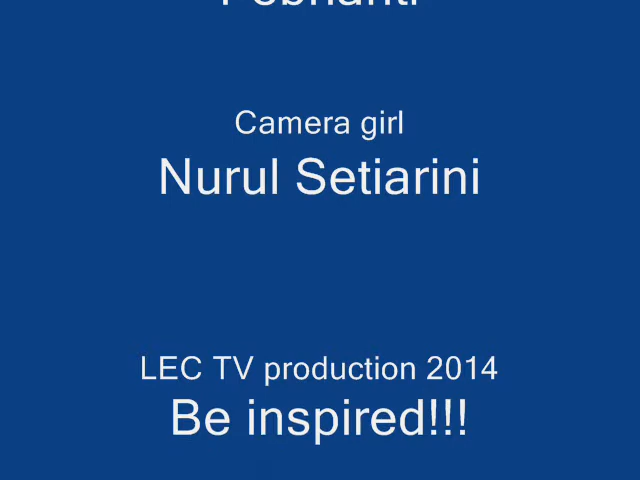 Camera girl
Nurul Setiarini
LEC TV production 2014
Be inspired!!!